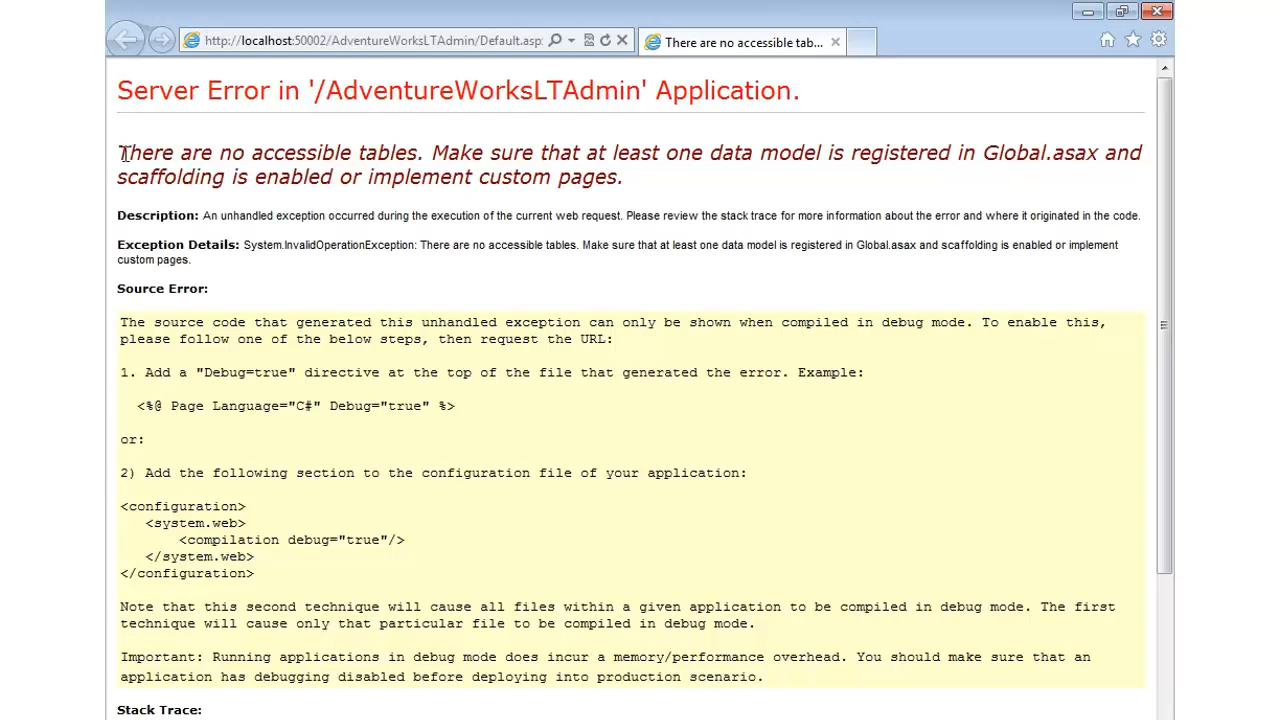 http://localhost:50002/AdventureWorksLTAdmin/Default.asp:
There are no accessible tab...
Server Error in '/AdventureWorksLTAdmin' Application.
There are no accessible tables. Make sure that at least one data model is registered in Global.asax and
scaffolding is enabled or implement custom pages.
Description: An unhandled exception occurred during the execution of the current web request. Please review the stack trace for more information about the error and where it originated in the code.
Exception Details: System.InvalidOperationException: There are no accessible tables. Make sure that at least one data model is registered in Global.asax and scaffolding is enabled or implement
custom pages.
Source Error:
The source code that generated this unhandled exception can only be shown when compiled in debug mode. To enable this,
please follow one of the below steps, then request the URL:
1. Add a "Debug=true" directive at the top of the file that generated the error. Example:
<%@ Page Language="C#" Debug="true" %>
or:
2) Add the following section to the configuration file of your application:
<configuration>
<system.web>
<compilation debug="true"/>
</system.web>
</configuration>
Note that this second technique will cause all files within a given application to be compiled in debug mode. The first
technique will cause only that particular file to be compiled in debug mode.
Important: Running applications in debug mode does incur a memory/performance overhead. You should make sure that an
application has debugging disabled before deploying into production scenario.
Stack Trace: